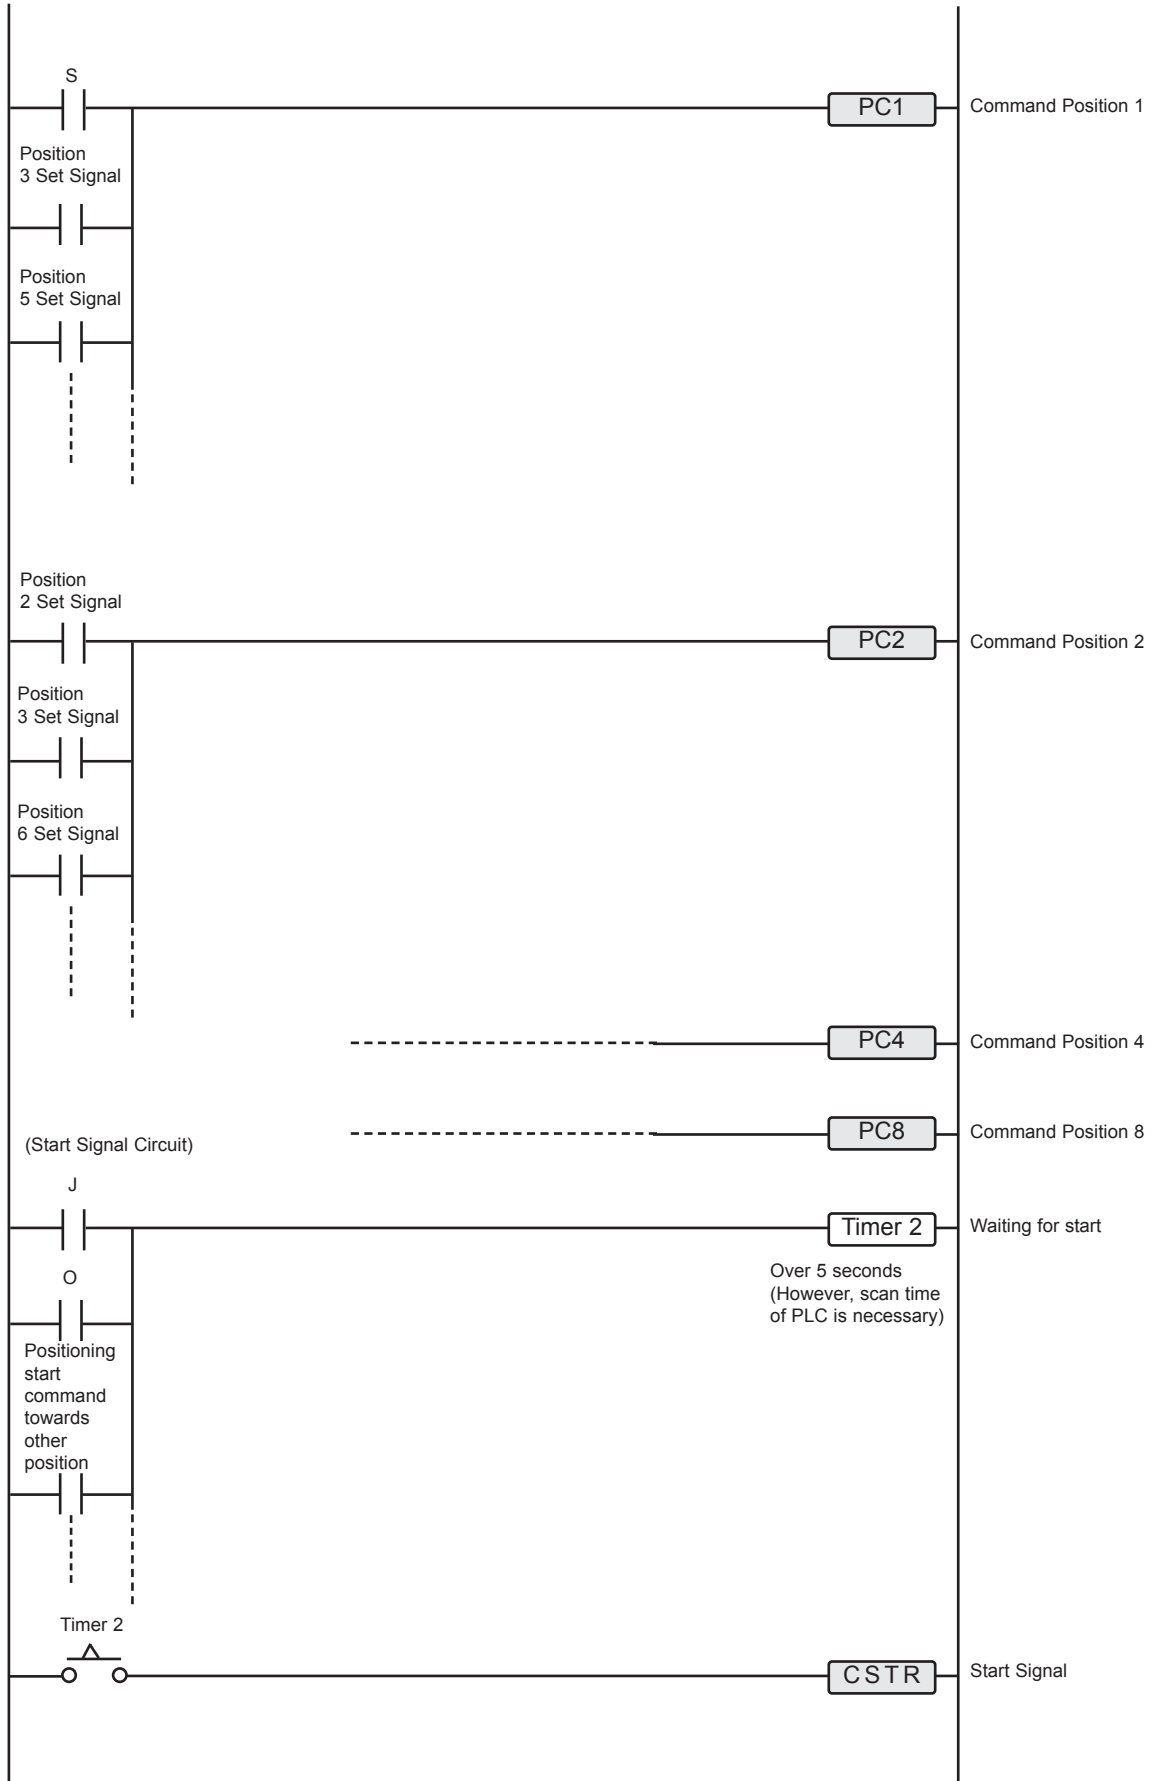 S
PC1
Command Position 1
Position
3 Set Signal
Position
5 Set Signal
Position
2 Set Signal
PC2
Command Position 2
Position
3 Set Signal
Position
6 Set Signal
PC4
Command Position 4
PC8
Command Position 8
(Start Signal Circuit)
J
Timer 2
Waiting for start
O
Over 5 seconds
(However, scan time
of PLC is necessary)
Positioning
start
command
towards
other
position
Timer 2
CSTR
Start Signal